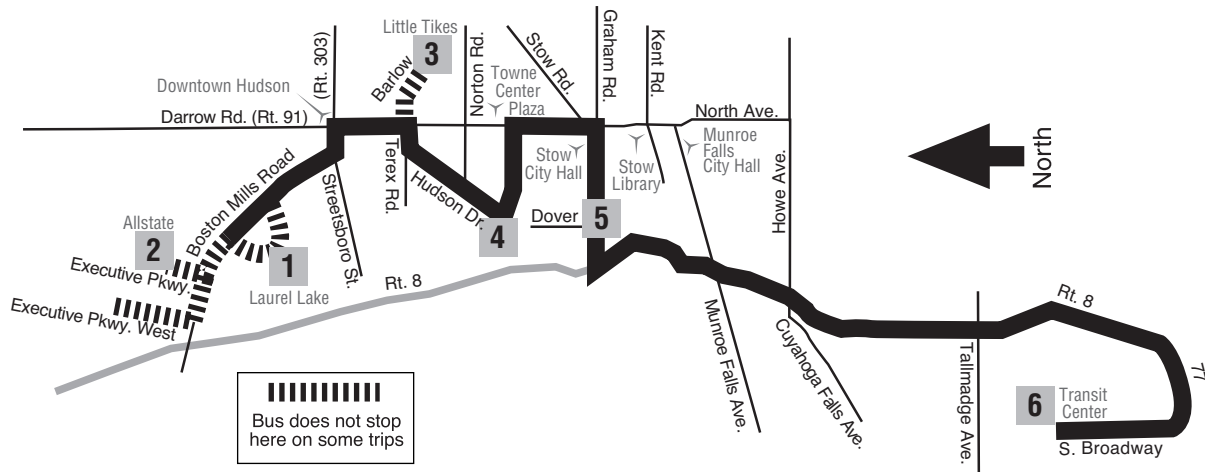 Little Tikes
3
Barlow
(Rt. 303)
Downtown Hudson
Darrow Rd. (Rt. 91)
Norton Rd.
Towne
Center
Plaza
Stow Rd.
Graham Rd.
Kent Rd.
North Ave.
Munroe
Falls
City Hall
Stow
Library
Stow
City Hall
Howe Ave.
North
Boston Mills Road
Streetsboro St.
Terex Rd.
Hudson Dr.
4
Dover
5
Allstate
2
Executive Pkwy.
1
Laurel Lake
Executive Pkwy. West
Rt. 8
Munroe Falls Ave.
Cuyahoga Falls Ave.
Tallmadge Ave.
Rt. 8
77
6
Transit
Center
S. Broadway
Bus does not stop
here on some trips